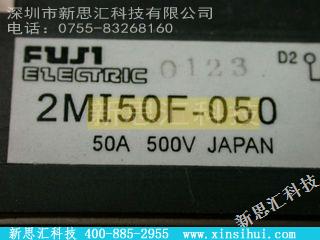 深圳市新思汇科技有限公司
电话：0755-83268160
FUJI
ELECTRIC 0123 D2
2MI50F-050
50A 500V JAPAN
新思汇科技
新思汇科技 400-885-2955 www.xinsihui.com